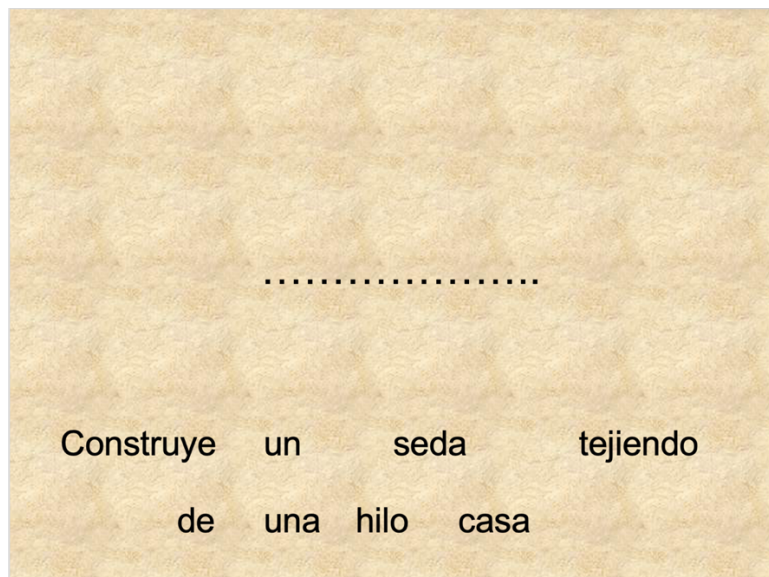 ………………….
Construye un seda tejiendo
de una hilo casa